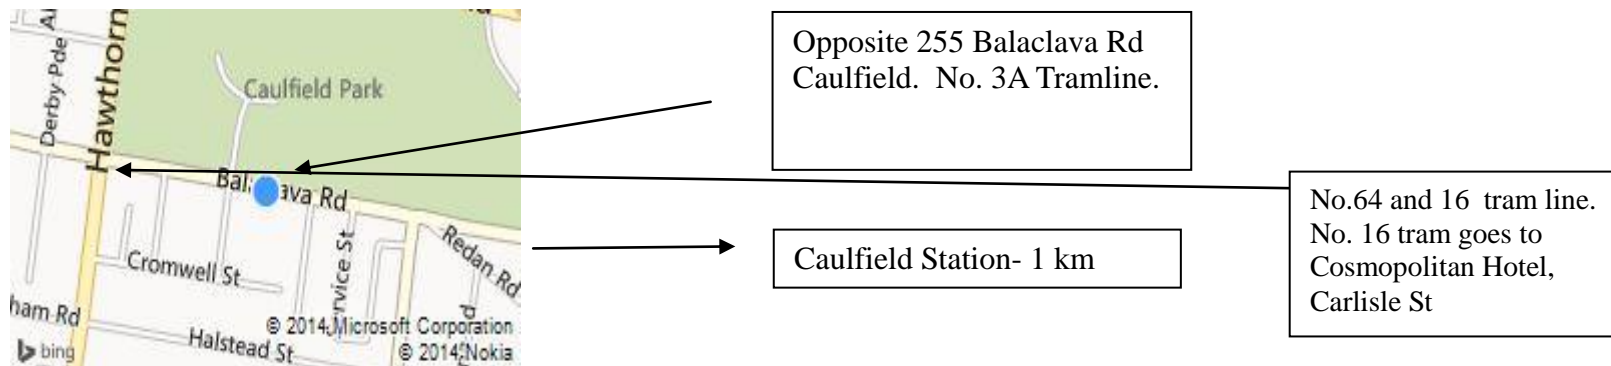 Hawthorn
Derby Pde
Caulfield Park
Balaclava Rd
Cromwell St
Service St
Redan Rd
ham Rd
Halstead St
© 2014 Microsoft Corporation
© 2014 Nokia
bing
Opposite 255 Balaclava Rd
Caulfield.  No. 3A Tramline.
Caulfield Station- 1 km
No.64 and 16  tram line.
No. 16 tram goes to
Cosmopolitan Hotel,
Carlisle St